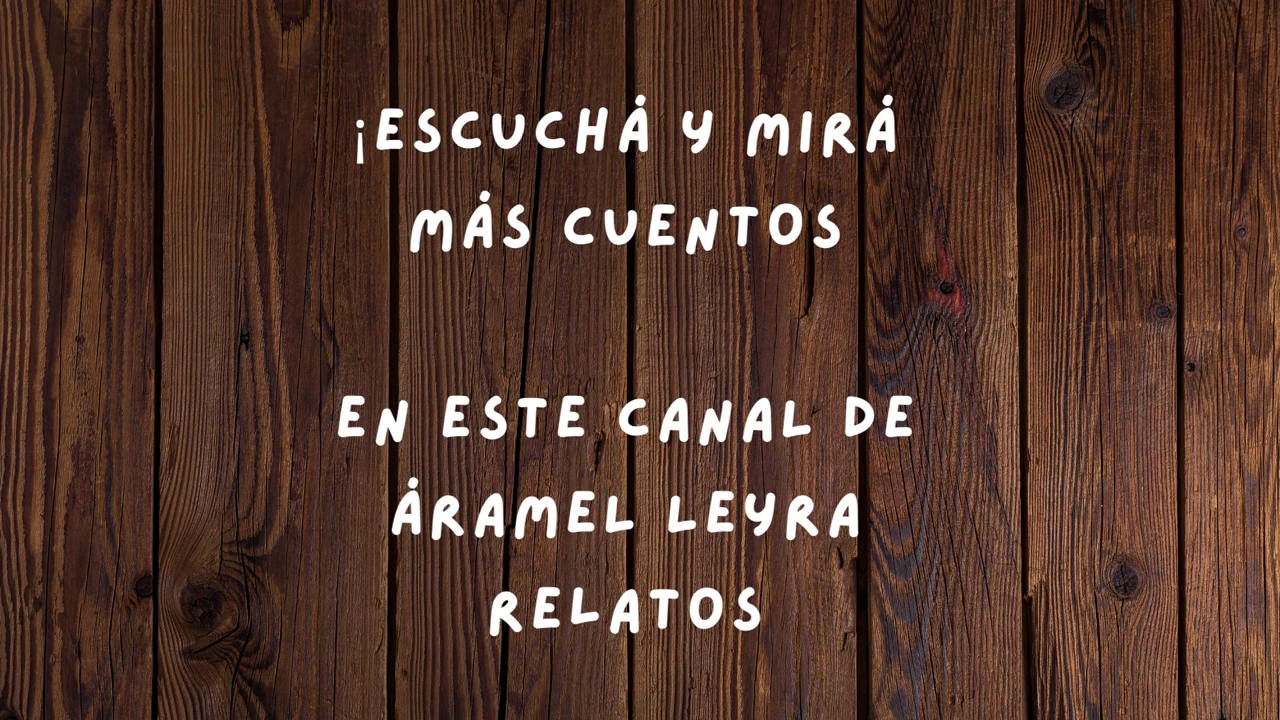 ¡ESCUCHÁ Y MIRÁ
MÁS CUENTOS
EN ESTE CANAL DE
ÁRAMEL LEYRA
RELATOS